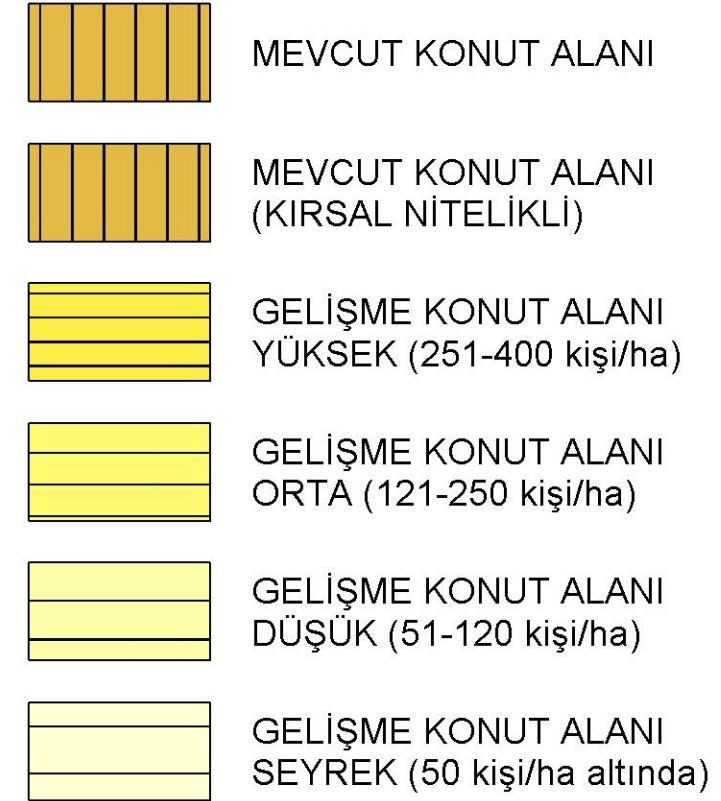 MEVCUT KONUT ALANI
MEVCUT KONUT ALANI
(KIRSAL NİTELİKLİ)
GELİŞME KONUT ALANI
YÜKSEK (251-400 kişi/ha)
GELİŞME KONUT ALANI
ORTA (121-250 kişi/ha)
GELİŞME KONUT ALANI
DÜŞÜK (51-120 kişi/ha)
GELİŞME KONUT ALANI
SEYREK (50 kişi/ha altında)